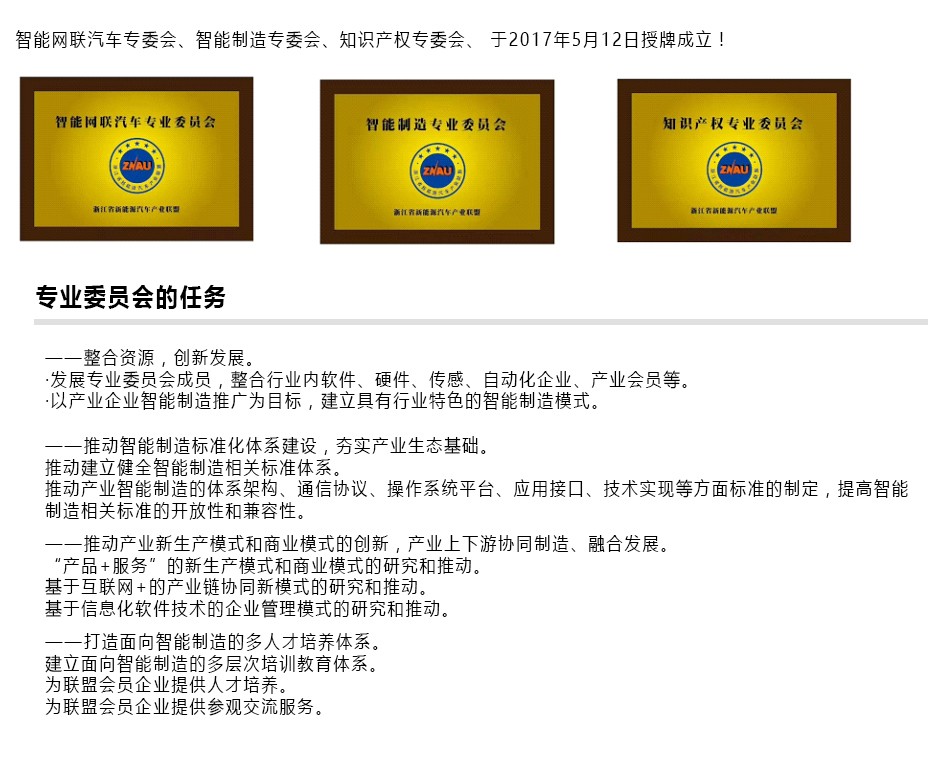 智能网联汽车专委会、智能制造专委会、知识产权专委会、 于2017年5月12日授牌成立！
智能网联汽车专业委员会
ZNAU
浙江省新能源汽车产业联盟
智能制造专业委员会
ZNAU
浙江省新能源汽车产业联盟
知识产权专业委员会
ZNAU
浙江省新能源汽车产业联盟
专业委员会的任务
——整合资源，创新发展。
·发展专业委员会成员，整合行业内软件、硬件、传感、自动化企业、产业会员等。
·以产业企业智能制造推广为目标，建立具有行业特色的智能制造模式。
——推动智能制造标准化体系建设，夯实产业生态基础。
推动建立健全智能制造相关标准体系。
推动产业智能制造的体系架构、通信协议、操作系统平台、应用接口、技术实现等方面标准的制定，提高智能
制造相关标准的开放性和兼容性。
——推动产业新生产模式和商业模式的创新，产业上下游协同制造、融合发展。
“产品+服务”的新生产模式和商业模式的研究和推动。
基于互联网+的产业链协同新模式的研究和推动。
基于信息化软件技术的企业管理模式的研究和推动。
——打造面向智能制造的多人才培养体系。
建立面向智能制造的多层次培训教育体系。
为联盟会员企业提供人才培养。
为联盟会员企业提供参观交流服务。